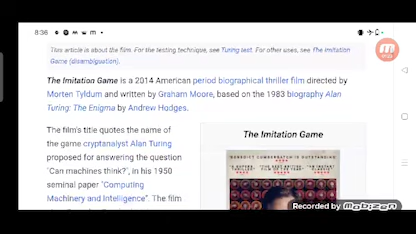 8:36
This article is about the film. For the testing technique, see Turing test. For other uses, see The Imitation
Game (disambiguation).
The Imitation Game is a 2014 American period biographical thriller film directed by
Morten Tyldum and written by Graham Moore, based on the 1983 biography Alan
Turing: The Enigma by Andrew Hodges.
The film's title quotes the name of
the game cryptanalyst Alan Turing
proposed for answering the question
"Can machines think?", in his 1950
seminal paper "Computing
Machinery and Intelligence". The film
The Imitation Game
BENEDICT CUMBERBATCH IS OUTSTANDING
Recorded by Mobizen